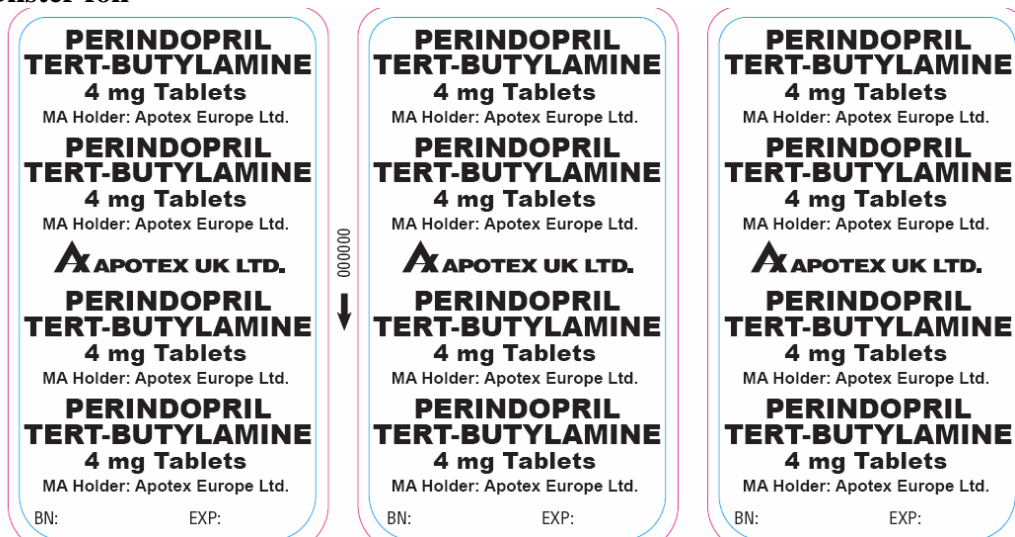 PERINDOPRIL
TERT-BUTYLAMINE
4 mg Tablets
MA Holder: Apotex Europe Ltd.
PERINDOPRIL
TERT-BUTYLAMINE
4 mg Tablets
MA Holder: Apotex Europe Ltd.
APOTEX UK LTD.
PERINDOPRIL
TERT-BUTYLAMINE
4 mg Tablets
MA Holder: Apotex Europe Ltd.
PERINDOPRIL
TERT-BUTYLAMINE
4 mg Tablets
MA Holder: Apotex Europe Ltd.
BN: EXP:
000000
PERINDOPRIL
TERT-BUTYLAMINE
4 mg Tablets
MA Holder: Apotex Europe Ltd.
PERINDOPRIL
TERT-BUTYLAMINE
4 mg Tablets
MA Holder: Apotex Europe Ltd.
APOTEX UK LTD.
PERINDOPRIL
TERT-BUTYLAMINE
4 mg Tablets
MA Holder: Apotex Europe Ltd.
PERINDOPRIL
TERT-BUTYLAMINE
4 mg Tablets
MA Holder: Apotex Europe Ltd.
BN: EXP:
PERINDOPRIL
TERT-BUTYLAMINE
4 mg Tablets
MA Holder: Apotex Europe Ltd.
PERINDOPRIL
TERT-BUTYLAMINE
4 mg Tablets
MA Holder: Apotex Europe Ltd.
APOTEX UK LTD.
PERINDOPRIL
TERT-BUTYLAMINE
4 mg Tablets
MA Holder: Apotex Europe Ltd.
PERINDOPRIL
TERT-BUTYLAMINE
4 mg Tablets
MA Holder: Apotex Europe Ltd.
BN: EXP: